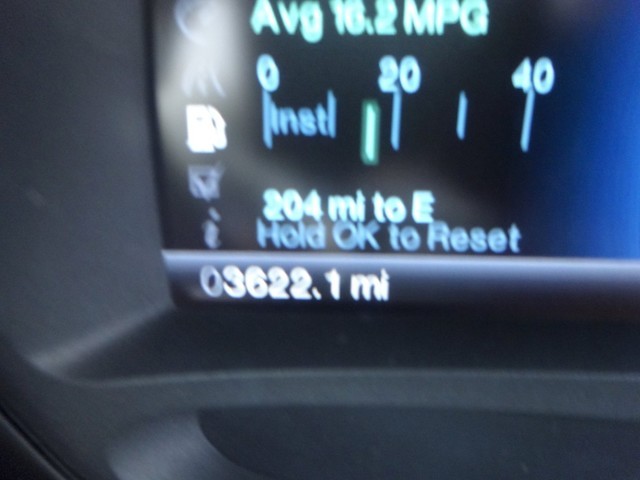 Avg 16.2 MPG
0 20 40
Inst
204 mi to E
Hold OK to Reset
03622.1 mi